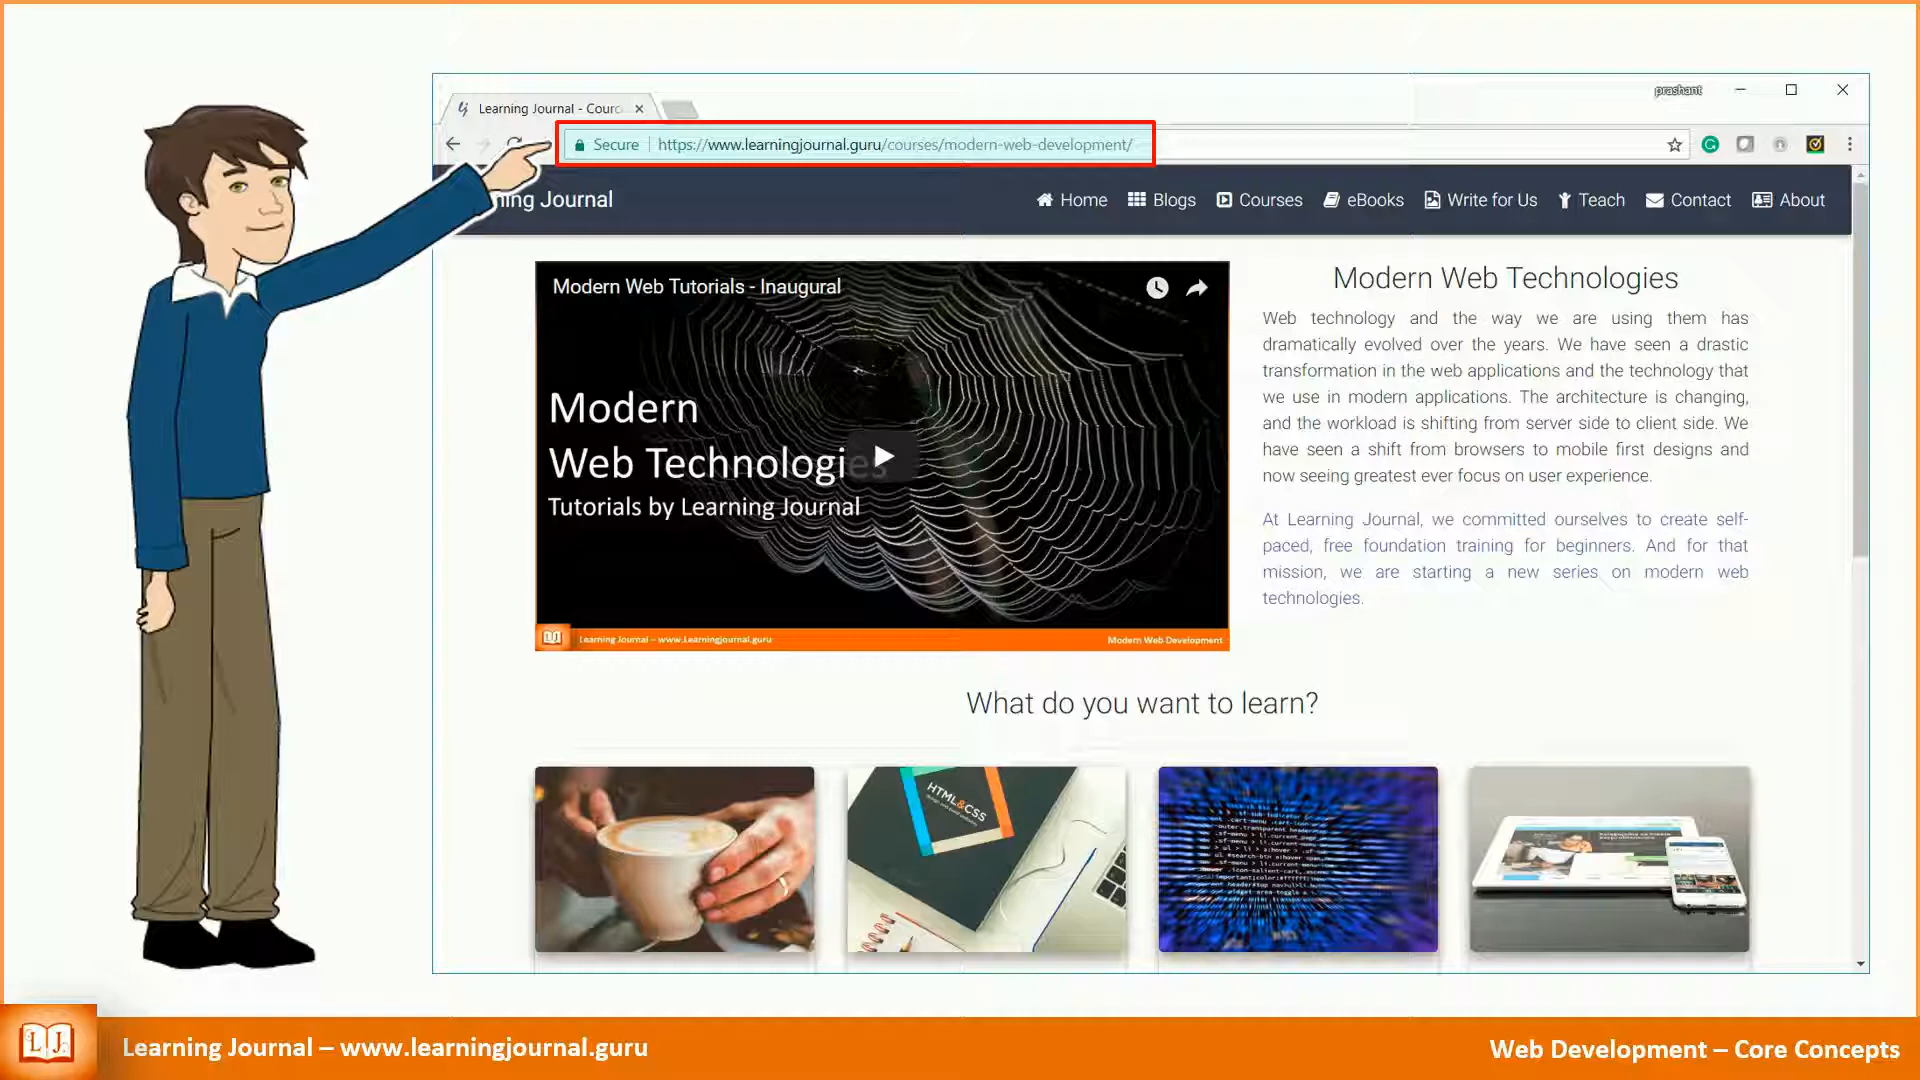 prashant
Learning Journal - Courc
Secure
https://www.learningjournal.guru/courses/modern-web-development/
ning Journal
Home
Blogs
Courses
eBooks
Write for Us
Teach
Contact
About
Modern Web Tutorials - Inaugural
Modern
Web Technologies
Tutorials by Learning Journal
LJ
Learning Journal – www.Learningjournal.guru
Modern Web Development
Modern Web Technologies
Web technology and the way we are using them has
dramatically evolved over the years. We have seen a drastic
transformation in the web applications and the technology that
we use in modern applications. The architecture is changing,
and the workload is shifting from server side to client side. We
have seen a shift from browsers to mobile first designs and
now seeing greatest ever focus on user experience.
At Learning Journal, we committed ourselves to create self-
paced, free foundation training for beginners. And for that
mission, we are starting a new series on modern web
technologies.
What do you want to learn?
HTML&CSS
L J
Learning Journal – www.learningjournal.guru
Web Development – Core Concepts